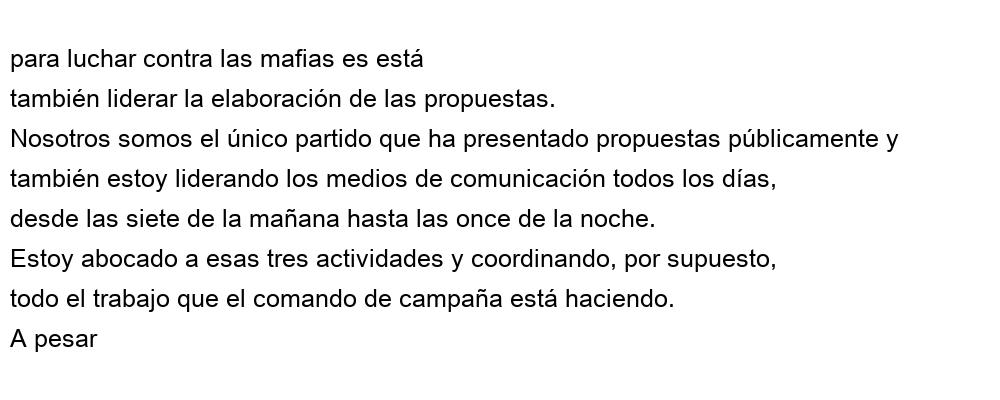 para luchar contra las mafias es está
también liderar la elaboración de las propuestas.
Nosotros somos el único partido que ha presentado propuestas públicamente y
también estoy liderando los medios de comunicación todos los días,
desde las siete de la mañana hasta las once de la noche.
Estoy abocado a esas tres actividades y coordinando, por supuesto,
todo el trabajo que el comando de campaña está haciendo.
A pesar